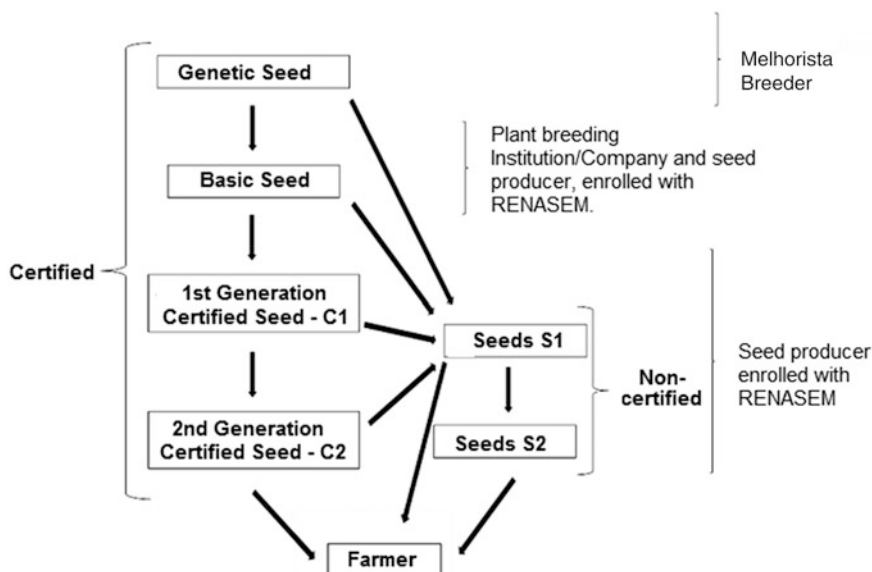 Genetic Seed
Melhorista
Breeder
Plant breeding
Institution/Company and seed
producer, enrolled with
RENASEM.
Basic Seed
Certified
1st Generation
Certified Seed - C1
Seeds S1
Non-
certified
Seed producer
enrolled with
RENASEM
2nd Generation
Certified Seed - C2
Seeds S2
Farmer